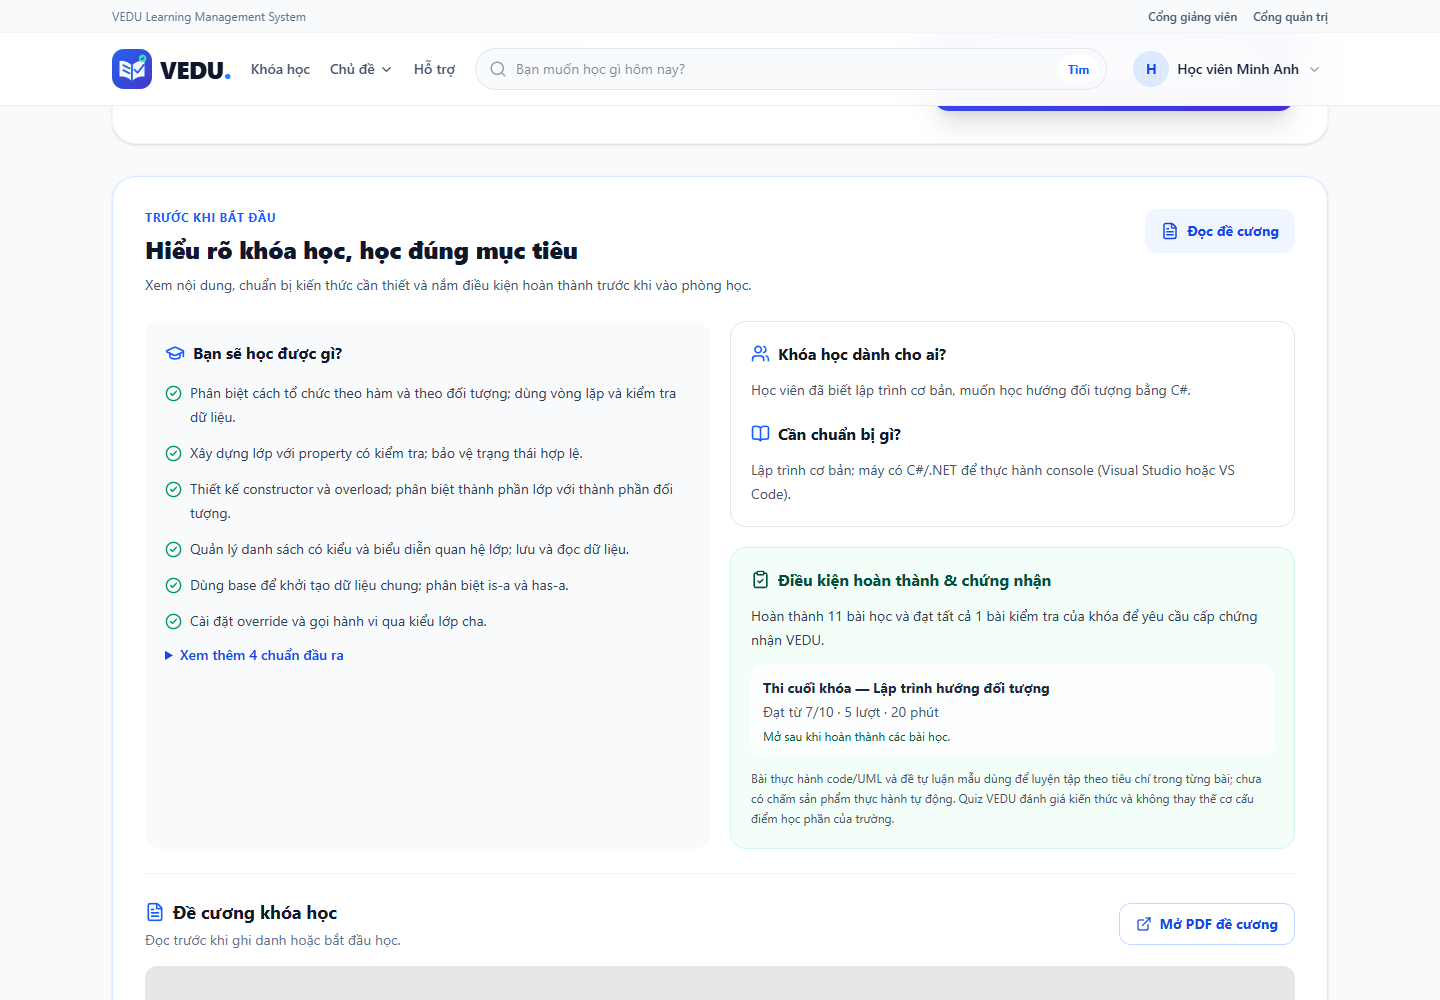 VEDU Learning Management System
Cổng giảng viên
Cổng quản trị
VEDU.
Khóa học
Chủ đề
Hỗ trợ
Bạn muốn học gì hôm nay?
Tìm
H
Học viên Minh Anh
TRƯỚC KHI BẮT ĐẦU
Hiểu rõ khóa học, học đúng mục tiêu
Xem nội dung, chuẩn bị kiến thức cần thiết và nắm điều kiện hoàn thành trước khi vào phòng học.
Đọc đề cương
Bạn sẽ học được gì?
Phân biệt cách tổ chức theo hàm và theo đối tượng; dùng vòng lặp và kiểm tra
dữ liệu.
Xây dựng lớp với property có kiểm tra; bảo vệ trạng thái hợp lệ.
Thiết kế constructor và overload; phân biệt thành phần lớp với thành phần đối
tượng.
Quản lý danh sách có kiểu và biểu diễn quan hệ lớp; lưu và đọc dữ liệu.
Dùng base để khởi tạo dữ liệu chung; phân biệt is-a và has-a.
Cài đặt override và gọi hành vi qua kiểu lớp cha.
Xem thêm 4 chuẩn đầu ra
Khóa học dành cho ai?
Học viên đã biết lập trình cơ bản, muốn học hướng đối tượng bằng C#.
Cần chuẩn bị gì?
Lập trình cơ bản; máy có C#/.NET để thực hành console (Visual Studio hoặc VS
Code).
Điều kiện hoàn thành & chứng nhận
Hoàn thành 11 bài học và đạt tất cả 1 bài kiểm tra của khóa để yêu cầu cấp chứng
nhận VEDU.
Thi cuối khóa — Lập trình hướng đối tượng
Đạt từ 7/10 · 5 lượt · 20 phút
Mở sau khi hoàn thành các bài học.
Bài thực hành code/UML và đề tự luận mẫu dùng để luyện tập theo tiêu chí trong từng bài; chưa
có chấm sản phẩm thực hành tự động. Quiz VEDU đánh giá kiến thức và không thay thế cơ cấu
điểm học phần của trường.
Đề cương khóa học
Đọc trước khi ghi danh hoặc bắt đầu học.
Mở PDF đề cương